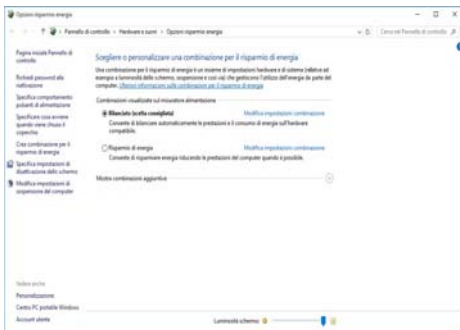 Opzioni risparmio energia
Pannello di controllo > Hardware e suoni > Opzioni risparmio energia
Cerca nel Pannello di controllo
Pagina iniziale Pannello di
controllo
Richiedi password alla
riattivazione
Specifica comportamento
pulsanti di alimentazione
Specificare cosa avviene
quando viene chiuso il
coperchio
Crea combinazione per il
risparmio di energia
Specifica impostazioni di
disattivazione dello schermo
Modifica impostazioni di
sospensione del computer
Scegliere o personalizzare una combinazione per il risparmio di energia
Una combinazione per il risparmio di energia è un insieme di impostazioni hardware e di sistema (relative ad
esempio a luminosità dello schermo, sospensione e così via) che gestiscono l'utilizzo dell'energia da parte del
computer. Ulteriori informazioni sulle combinazioni per il risparmio di energia
Combinazioni visualizzate sul misuratore alimentazione
Bilanciato (scelta consigliata) Modifica impostazioni combinazione
Consente di bilanciare automaticamente le prestazioni e il consumo di energia sull'hardware
compatibile.
Risparmio di energia Modifica impostazioni combinazione
Consente di risparmiare energia riducendo le prestazioni del computer quando è possibile.
Mostra combinazioni aggiuntive
Vedere anche
Personalizzazione
Centro PC portatile Windows
Account utente
Luminosità schermo: